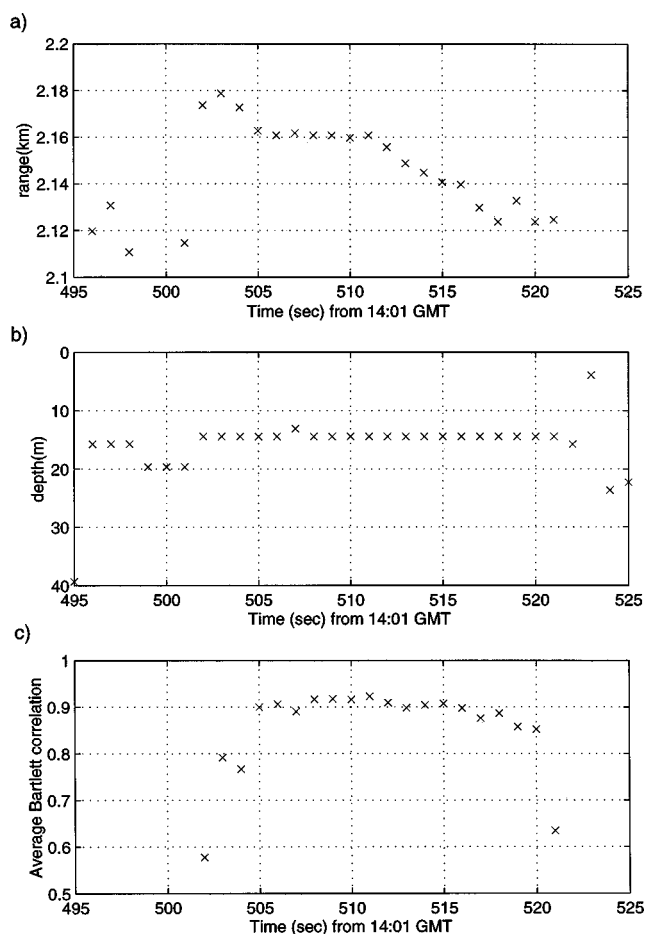 a)
2.2
2.18
2.16
2.14
2.12
2.1
range(km)
495 500 505 510 515 520 525
Time (sec) from 14:01 GMT
b)
0
10
20
30
40
depth(m)
495 500 505 510 515 520 525
Time (sec) from 14:01 GMT
c)
1
0.9
0.8
0.7
0.6
0.5
Average Bartlett correlation
495 500 505 510 515 520 525
Time (sec) from 14:01 GMT